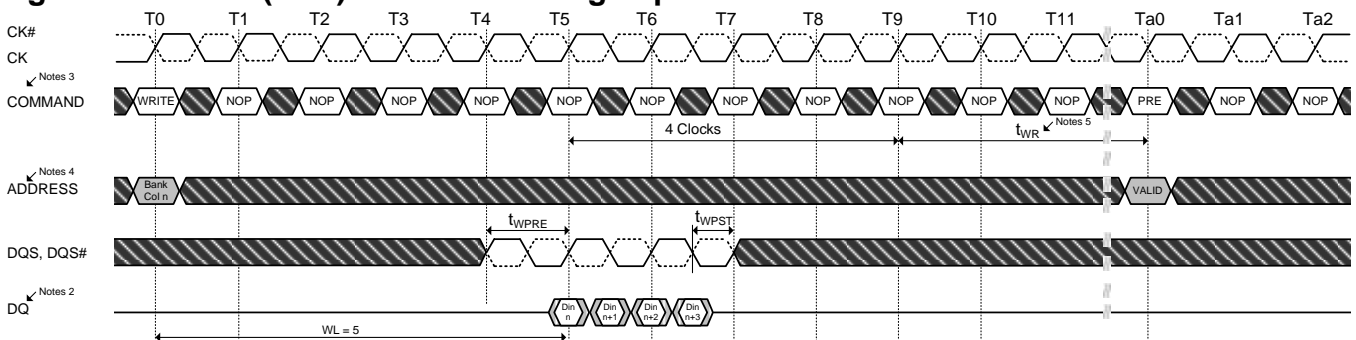 T0 T1 T2 T3 T4 T5 T6 T7 T8 T9 T10 T11 Ta0 Ta1 Ta2
CK#
CK
Notes 3
COMMAND WRITE NOP NOP NOP NOP NOP NOP NOP NOP NOP NOP NOP PRE NOP NOP
4 Clocks tWR Notes 5
Notes 4
ADDRESS Bank Col n VALID
tWPRE tWPST
DQS, DQS#
Notes 2
DQ Din n Din n+1 Din n+2 Din n+3
WL = 5